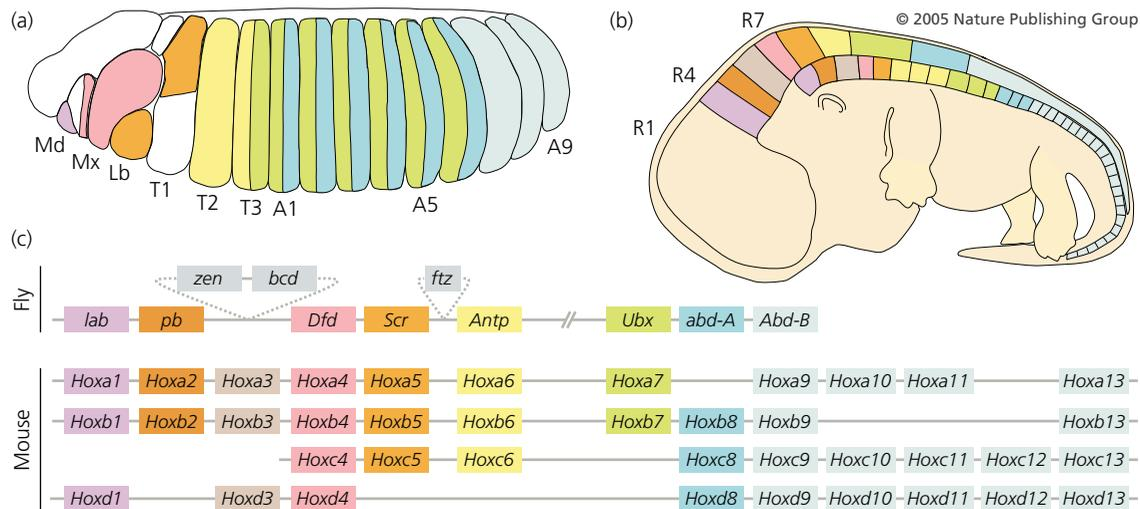 (a)
Md
Mx
Lb
T1
T2
T3
A1
A5
A9
(b)
© 2005 Nature Publishing Group
R7
R4
R1
(c)
Fly
zen bcd ftz
lab pb Dfd Scr Antp Ubx abd-A Abd-B
Mouse
Hoxa1 Hoxa2 Hoxa3 Hoxa4 Hoxa5 Hoxa6 Hoxa7 Hoxa9 Hoxa10 Hoxa11 Hoxa13
Hoxb1 Hoxb2 Hoxb3 Hoxb4 Hoxb5 Hoxb6 Hoxb7 Hoxb8 Hoxb9 Hoxb13
Hoxc4 Hoxc5 Hoxc6 Hoxc8 Hoxc9 Hoxc10 Hoxc11 Hoxc12 Hoxc13
Hoxd1 Hoxd3 Hoxd4 Hoxd8 Hoxd9 Hoxd10 Hoxd11 Hoxd12 Hoxd13